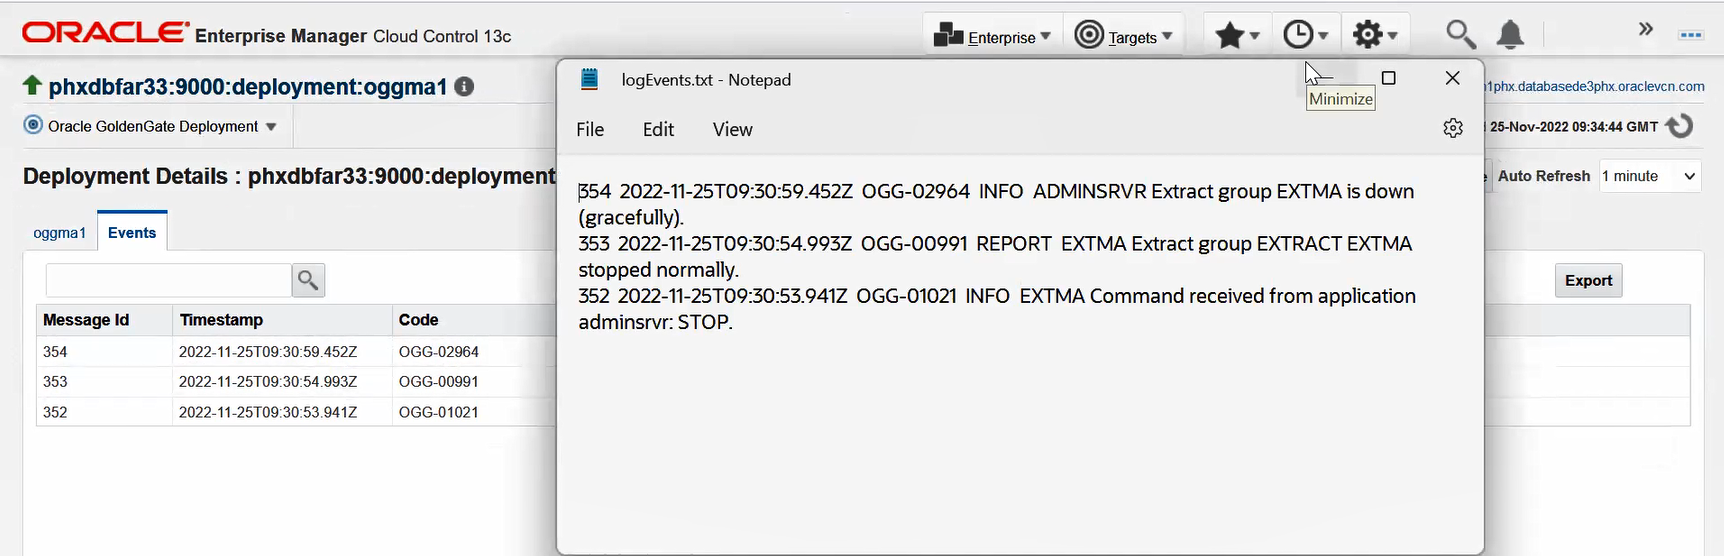 ORACLE Enterprise Manager Cloud Control 13c
Enterprise
Targets
phxdbfar33:9000:deployment:oggma1
1phx.databasede3phx.oraclevcn.com
Oracle GoldenGate Deployment
25-Nov-2022 09:34:44 GMT
Deployment Details : phxdbfar33:9000:deployment
Auto Refresh 1 minute
oggma1 Events
Export
Message Id Timestamp Code
354 2022-11-25T09:30:59.452Z OGG-02964
353 2022-11-25T09:30:54.993Z OGG-00991
352 2022-11-25T09:30:53.941Z OGG-01021
logEvents.txt - Notepad
Minimize
File Edit View
354 2022-11-25T09:30:59.452Z OGG-02964 INFO ADMINSRVR Extract group EXTMA is down
(gracefully).
353 2022-11-25T09:30:54.993Z OGG-00991 REPORT EXTMA Extract group EXTRACT EXTMA
stopped normally.
352 2022-11-25T09:30:53.941Z OGG-01021 INFO EXTMA Command received from application
adminsrvr: STOP.